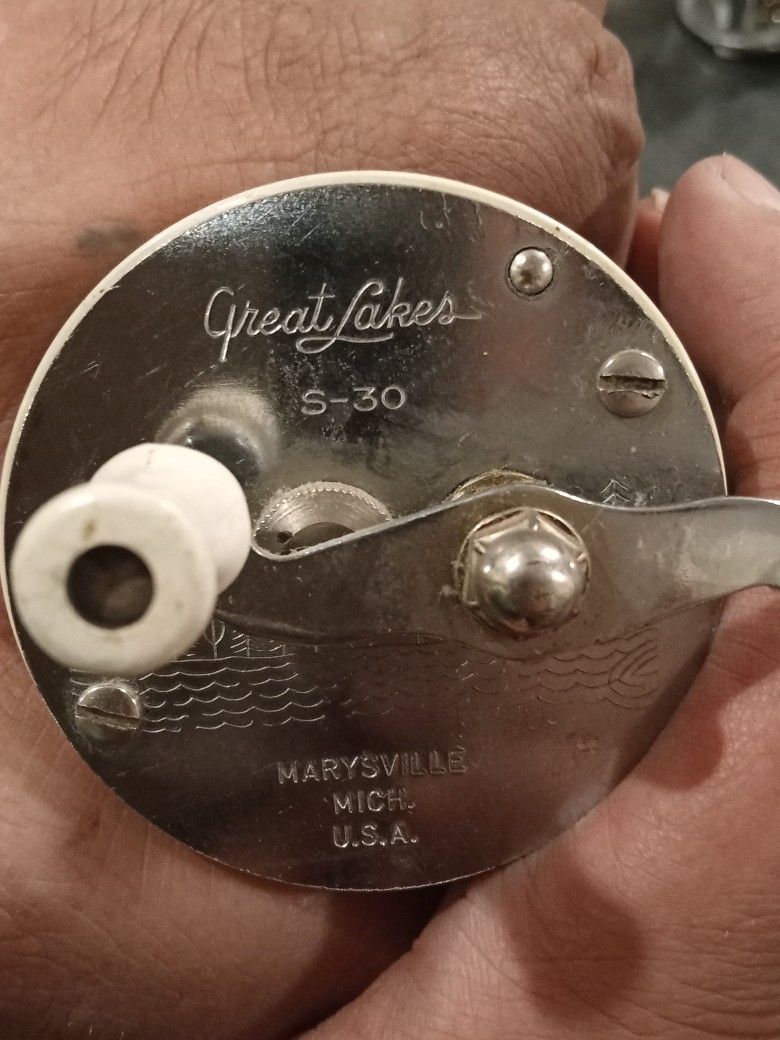 Great Lakes
S-30
MARYSVILLE
MICH.
U.S.A.